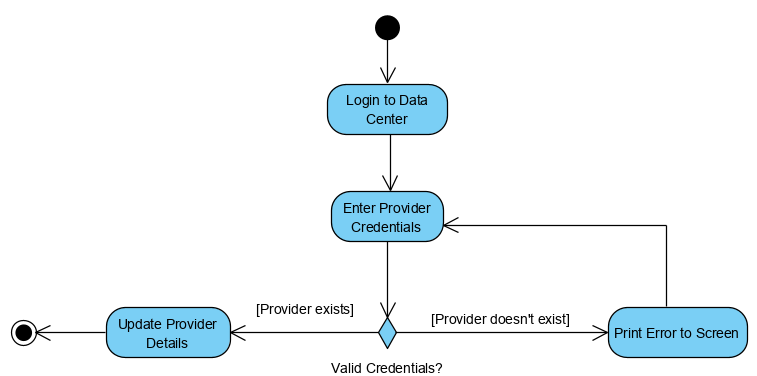 Login to Data
Center
Enter Provider
Credentials
[Provider exists]
[Provider doesn't exist]
Update Provider
Details
Print Error to Screen
Valid Credentials?